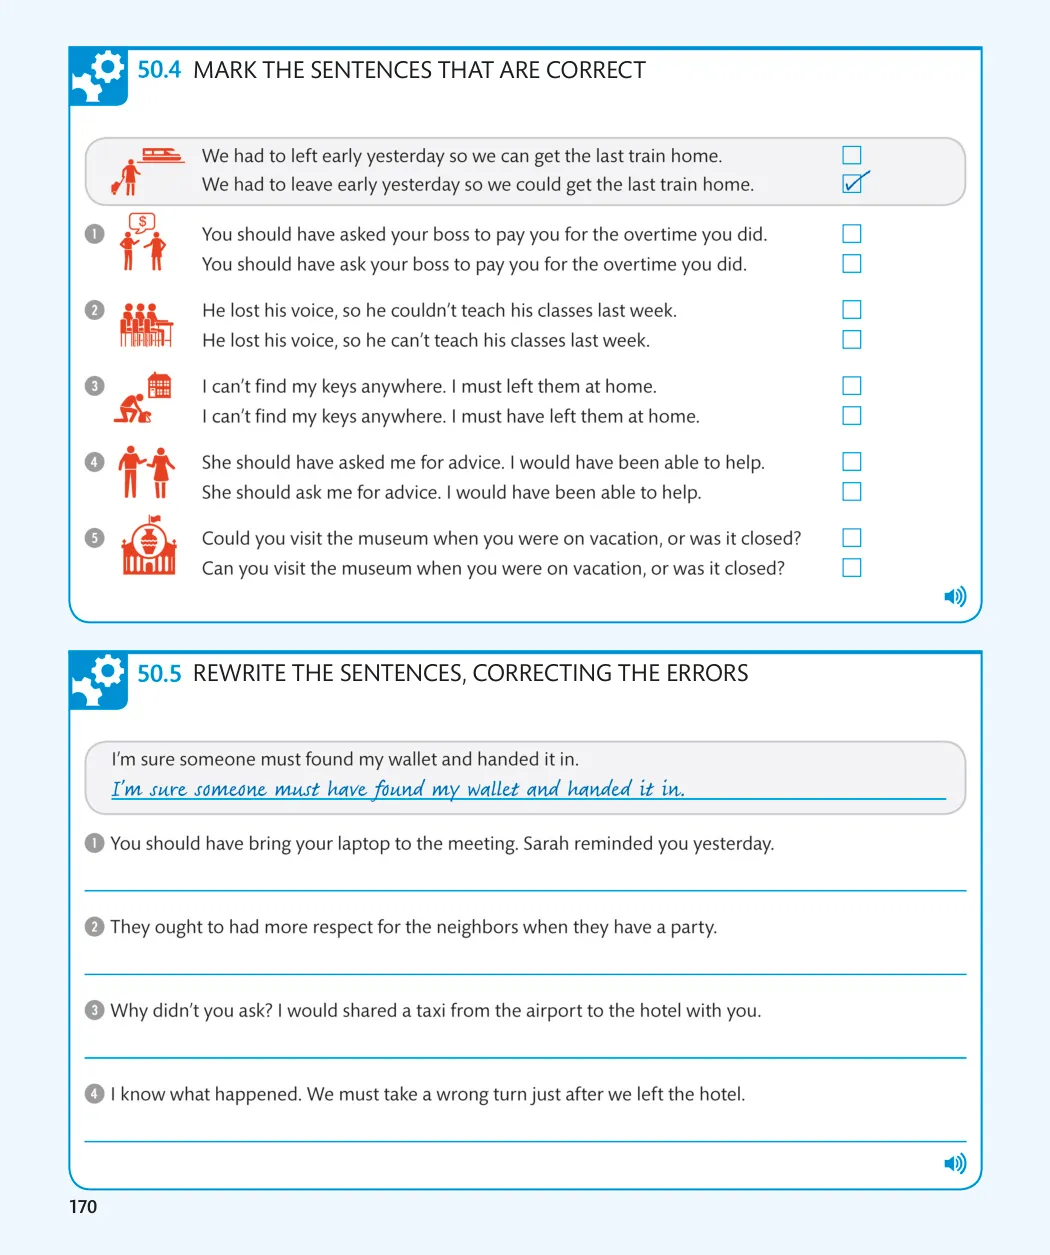 50.4 MARK THE SENTENCES THAT ARE CORRECT
We had to left early yesterday so we can get the last train home.
We had to leave early yesterday so we could get the last train home.
$
1 You should have asked your boss to pay you for the overtime you did.
You should have ask your boss to pay you for the overtime you did.
2 He lost his voice, so he couldn't teach his classes last week.
He lost his voice, so he can't teach his classes last week.
3 I can't find my keys anywhere. I must left them at home.
I can't find my keys anywhere. I must have left them at home.
4 She should have asked me for advice. I would have been able to help.
She should ask me for advice. I would have been able to help.
5 Could you visit the museum when you were on vacation, or was it closed?
Can you visit the museum when you were on vacation, or was it closed?
50.5 REWRITE THE SENTENCES, CORRECTING THE ERRORS
I'm sure someone must found my wallet and handed it in.
I'm sure someone must have found my wallet and handed it in.
1 You should have bring your laptop to the meeting. Sarah reminded you yesterday.
2 They ought to had more respect for the neighbors when they have a party.
3 Why didn't you ask? I would shared a taxi from the airport to the hotel with you.
4 I know what happened. We must take a wrong turn just after we left the hotel.
170